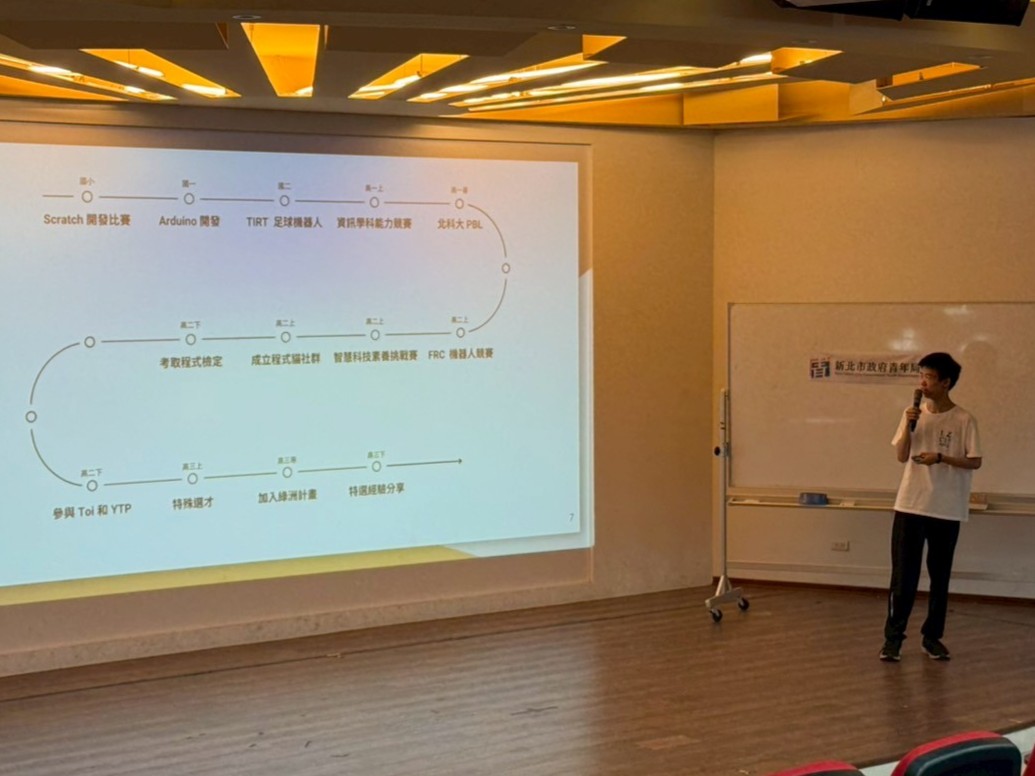 國小
Scratch 開發比賽
國一
Arduino 開發
高二
TIRT 足球機器人
高一上
資訊學科能力競賽
高一寒
北科大 PBL
高二下
考取程式檢定
高二上
成立程式貓社群
高二上
智慧科技素養挑戰賽
高二上
FRC 機器人競賽
高二下
參與 Toi 和 YTP
高三上
特殊選才
高三寒
加入綠洲計畫
高三下
特選經驗分享
7
新北市政府青年局